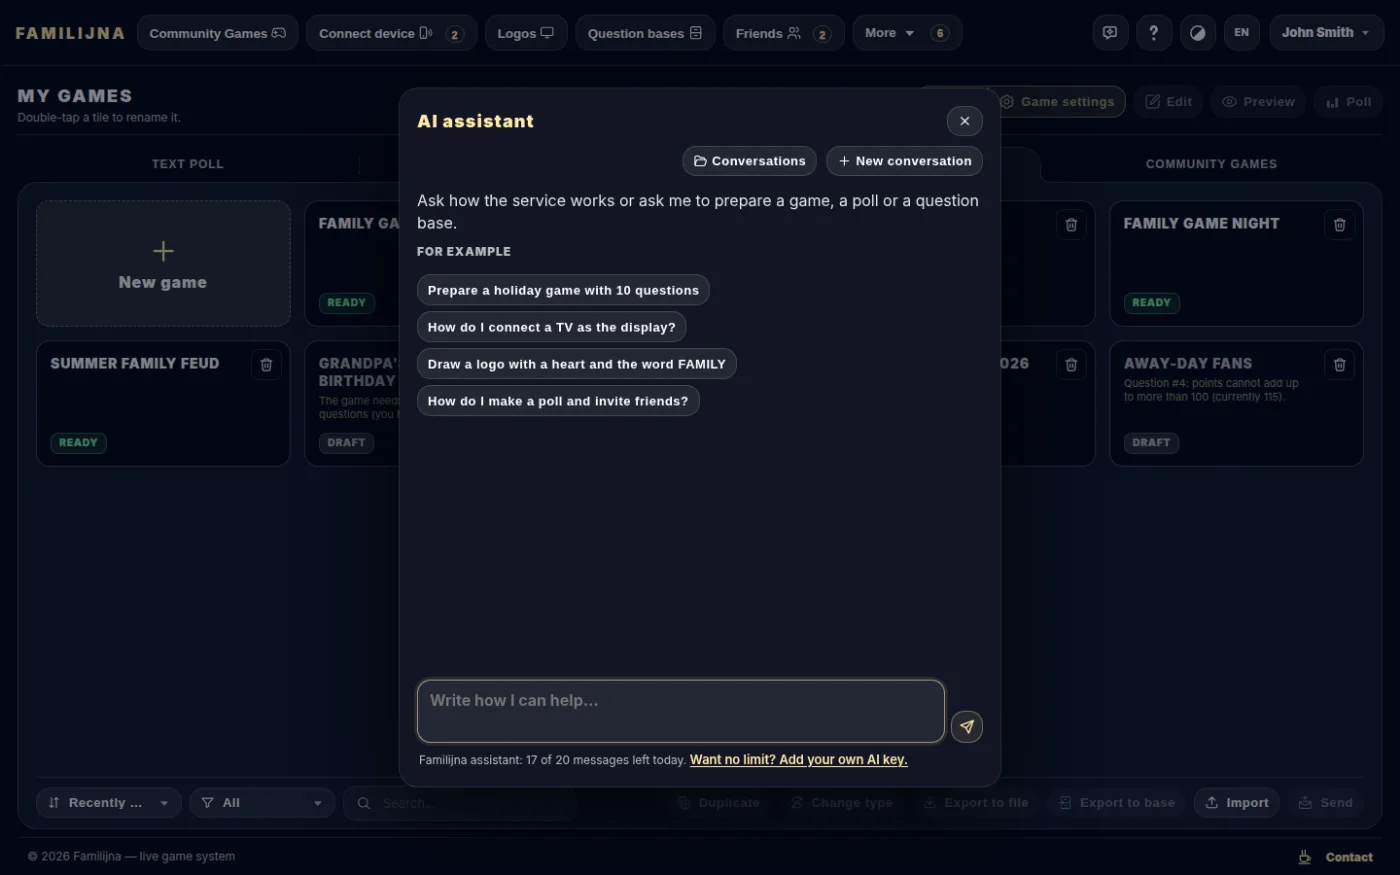 FAMILIJNA
Community Games
Connect device 2
Logos
Question bases
Friends 2
More 6
?
EN
John Smith
MY GAMES
Double-tap a tile to rename it.
Game settings
Edit
Preview
Poll
TEXT POLL
COMMUNITY GAMES
New game
FAMILY GA
READY
FAMILY GAME NIGHT
READY
SUMMER FAMILY FEUD
READY
GRANDPA'
BIRTHDAY
The game need
questions (you
DRAFT
026
AWAY-DAY FANS
Question #4: points cannot add up
to more than 100 (currently 115).
DRAFT
AI assistant
Conversations
New conversation
Ask how the service works or ask me to prepare a game, a poll or a question
base.
FOR EXAMPLE
Prepare a holiday game with 10 questions
How do I connect a TV as the display?
Draw a logo with a heart and the word FAMILY
How do I make a poll and invite friends?
Write how I can help...
Familijna assistant: 17 of 20 messages left today. Want no limit? Add your own AI key.
Recently ...
All
Search...
Duplicate
Change type
Export to file
Export to base
Import
Send
© 2026 Familijna — live game system
Contact